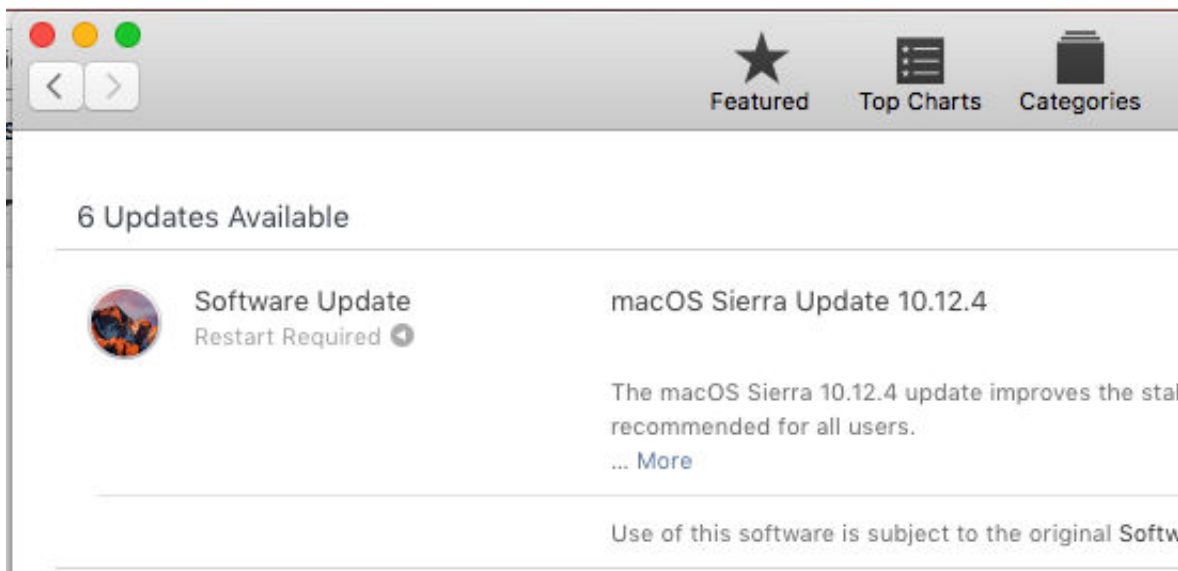 Featured
Top Charts
Categories
6 Updates Available
Software Update
Restart Required
macOS Sierra Update 10.12.4
The macOS Sierra 10.12.4 update improves the
recommended for all users.
... More
Use of this software is subject to the original